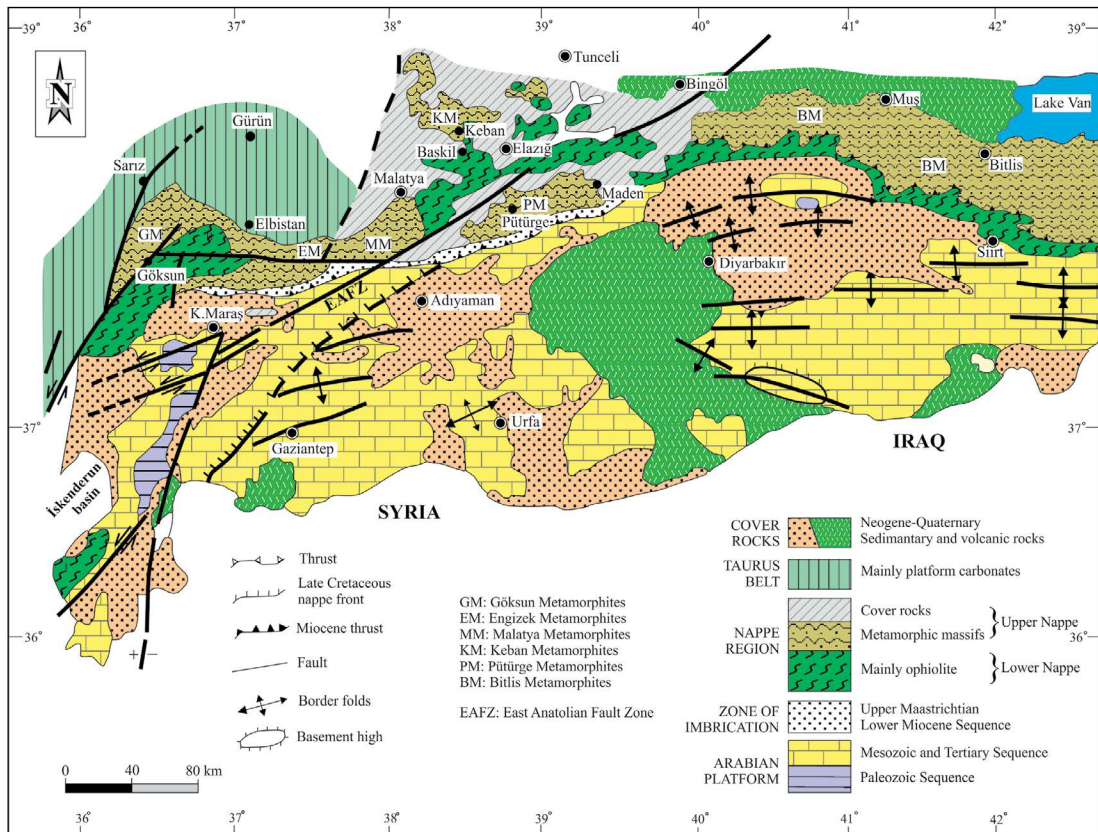 36° 37° 38° 39° 40° 41° 42°
39° 39°
N
Tunceli
Bingöl
Muş
Lake Van
Gürün
KM
Keban
BM
Baskil
Elazığ
Sarız
BM
Bitlis
Malatya
Maden
PM
Pütürge
Elbistan
GM
EM
MM
Göksun
Siirt
Diyarbakır
EAFZ
Adıyaman
K.Maraş
37° 37°
Urfa
Gaziantep
IRAQ
İskenderun
basin
SYRIA
Thrust
Late Cretaceous
nappe front
Miocene thrust
Fault
Border folds
Basement high
GM: Göksun Metamorphites
EM: Engizek Metamorphites
MM: Malatya Metamorphites
KM: Keban Metamorphites
PM: Pütürge Metamorphites
BM: Bitlis Metamorphites
EAFZ: East Anatolian Fault Zone
COVER
ROCKS
Neogene-Quaternary
Sedimantary and volcanic rocks
TAURUS
BELT
Mainly platform carbonates
NAPPE
REGION
Cover rocks
Metamorphic massifs
Upper Nappe
Mainly ophiolite
Lower Nappe
ZONE OF
IMBRICATION
Upper Maastrichtian
Lower Miocene Sequence
ARABIAN
PLATFORM
Mesozoic and Tertiary Sequence
Paleozoic Sequence
36° 36°
+ −
0 40 80 km
36° 37° 38° 39° 40° 41° 42°